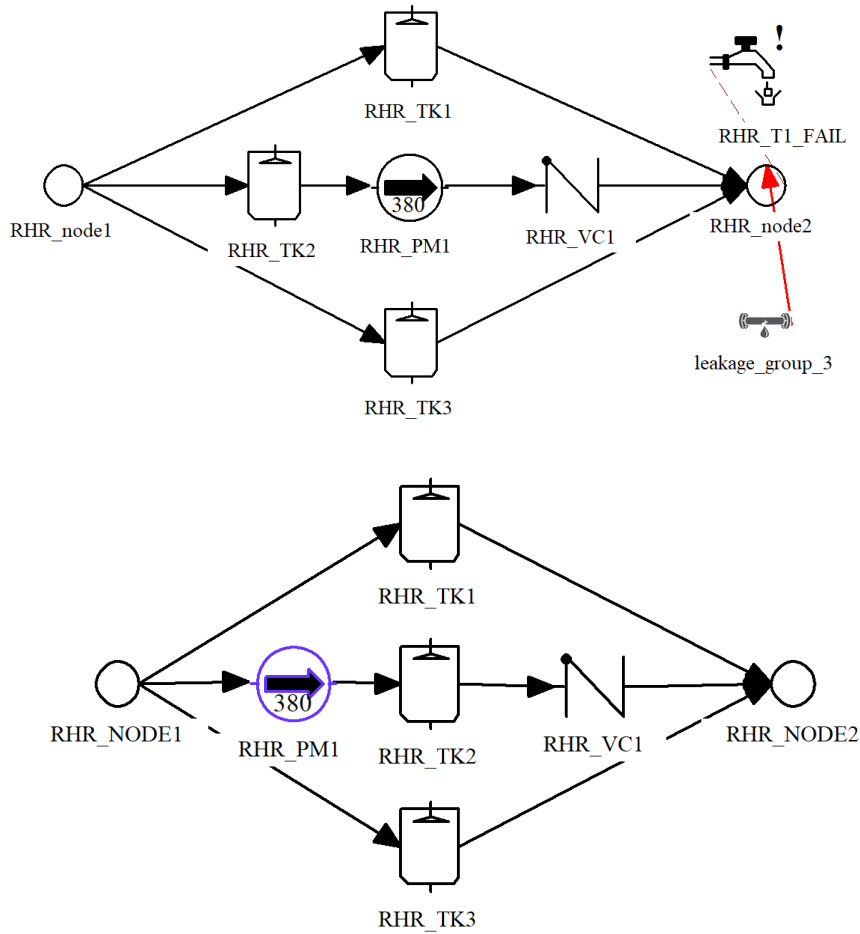 !
RHR_TK1
RHR_T1_FAIL
380
RHR_node1
RHR_TK2
RHR_PM1
RHR_VC1
RHR_node2
RHR_TK3
leakage_group_3
RHR_TK1
380
RHR_NODE1
RHR_PM1
RHR_TK2
RHR_VC1
RHR_NODE2
RHR_TK3